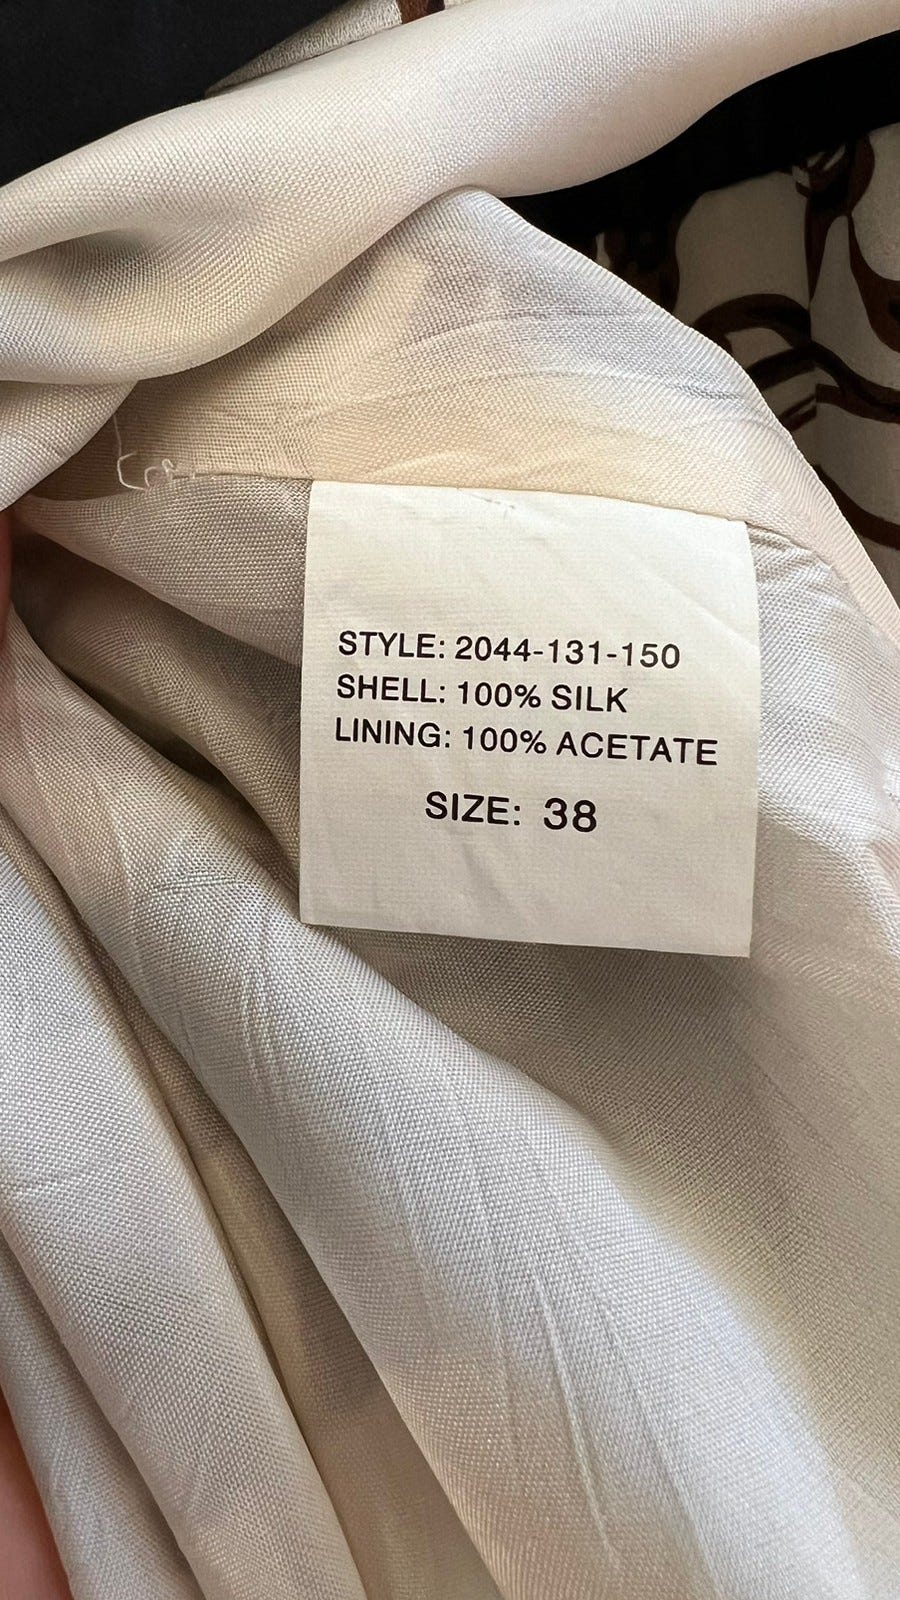 STYLE: 2044-131-150
SHELL: 100% SILK
LINING: 100% ACETATE
SIZE: 38